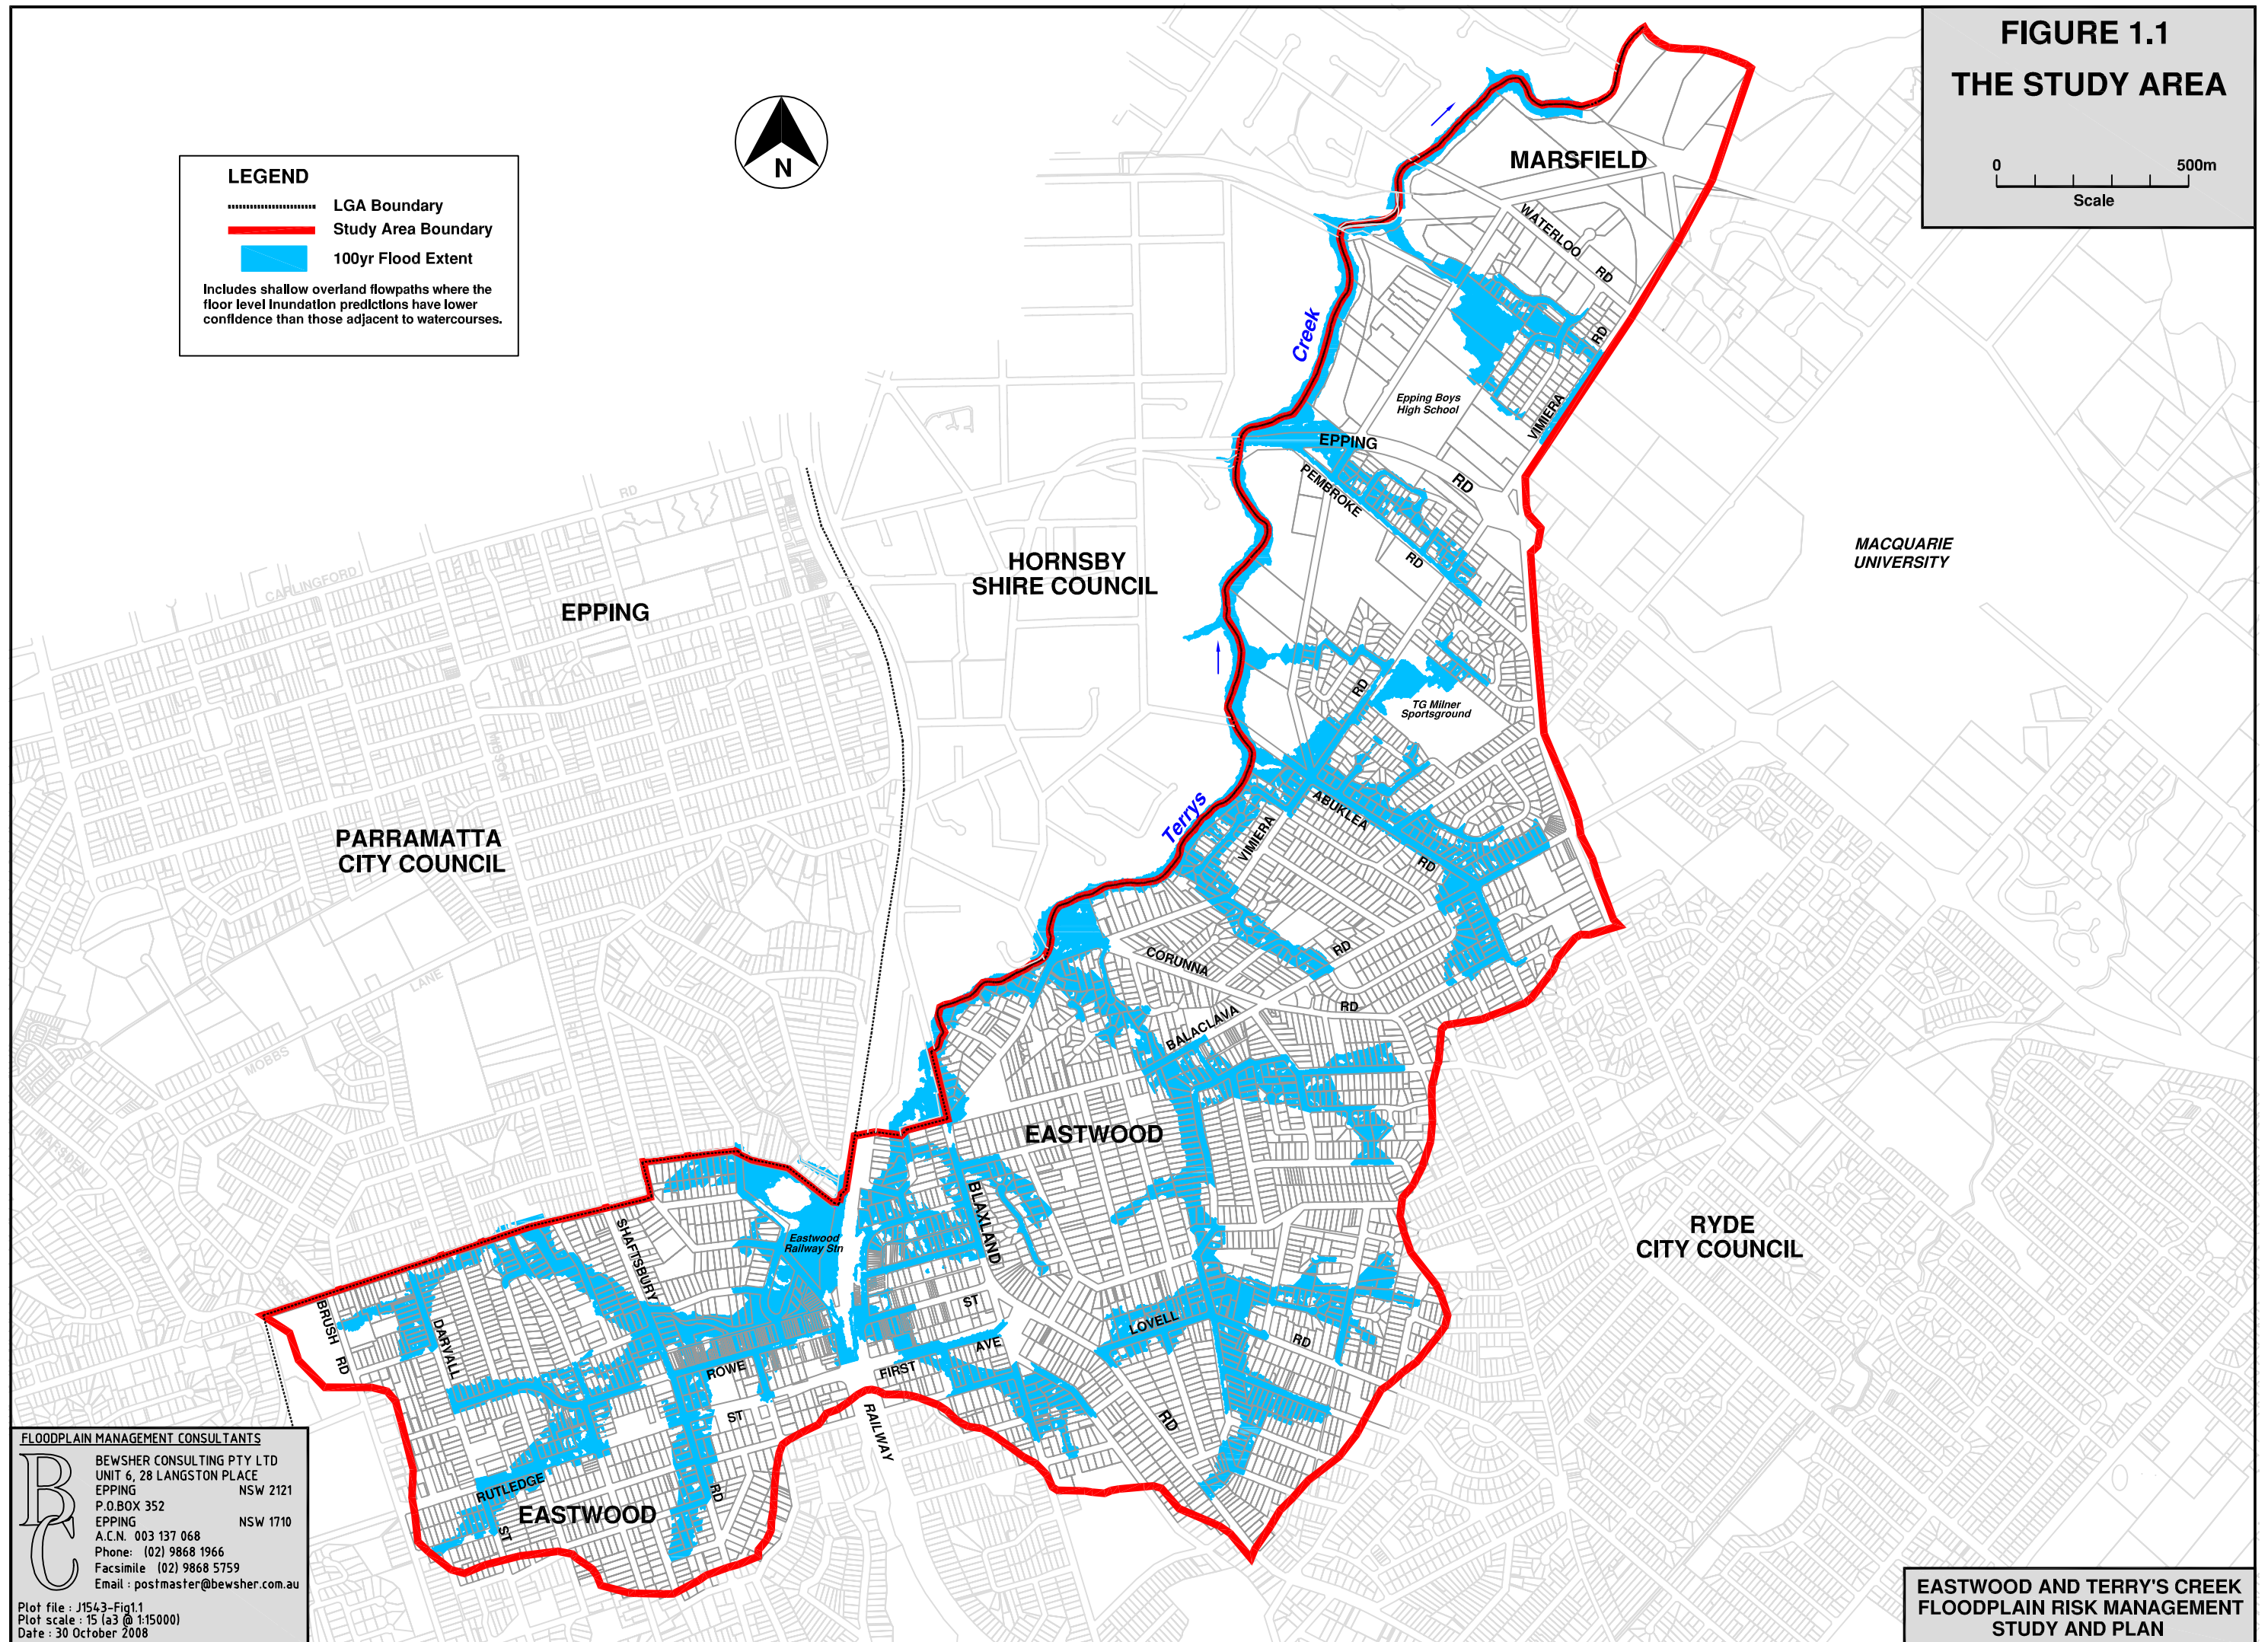 FIGURE 1.1
THE STUDY AREA
0 500m
Scale
N
LEGEND
LGA Boundary
Study Area Boundary
100yr Flood Extent
Includes shallow overland flowpaths where the
floor level inundation predictions have lower
confidence than those adjacent to watercourses.
MARSFIELD
WATERLOO
RD
Creek
RD
VIMIERA
Epping Boys
High School
EPPING
RD
PEMBROKE
RD
RD
CARLINGFORD
EPPING
HORNSBY
SHIRE COUNCIL
MACQUARIE
UNIVERSITY
RD
TG Milner
Sportsground
Terrys
ABUKLEA
RD
VIMIERA
PARRAMATTA
CITY COUNCIL
LANE
MOBBS
MARSDEN
RD
CORUNNA
RD
BALACLAVA
EASTWOOD
BLAXLAND
SHAFTSBURY
Eastwood
Railway Stn
RYDE
CITY COUNCIL
BRUSH
RD
DARVALL
ST
LOVELL
RD
AVE
FIRST
ROWE
ST
RAILWAY
RD
RD
RUTLEDGE
ST
EASTWOOD
FLOODPLAIN MANAGEMENT CONSULTANTS
BC
BEWSHER CONSULTING PTY LTD
UNIT 6, 28 LANGSTON PLACE
EPPING NSW 2121
P.O.BOX 352
EPPING NSW 1710
A.C.N. 003 137 068
Phone: (02) 9868 1966
Facsimile (02) 9868 5759
Email : postmaster@bewsher.com.au
Plot file : J1543-Fig1.1
Plot scale : 15 (a3 @ 1:15000)
Date : 30 October 2008
EASTWOOD AND TERRY'S CREEK
FLOODPLAIN RISK MANAGEMENT
STUDY AND PLAN